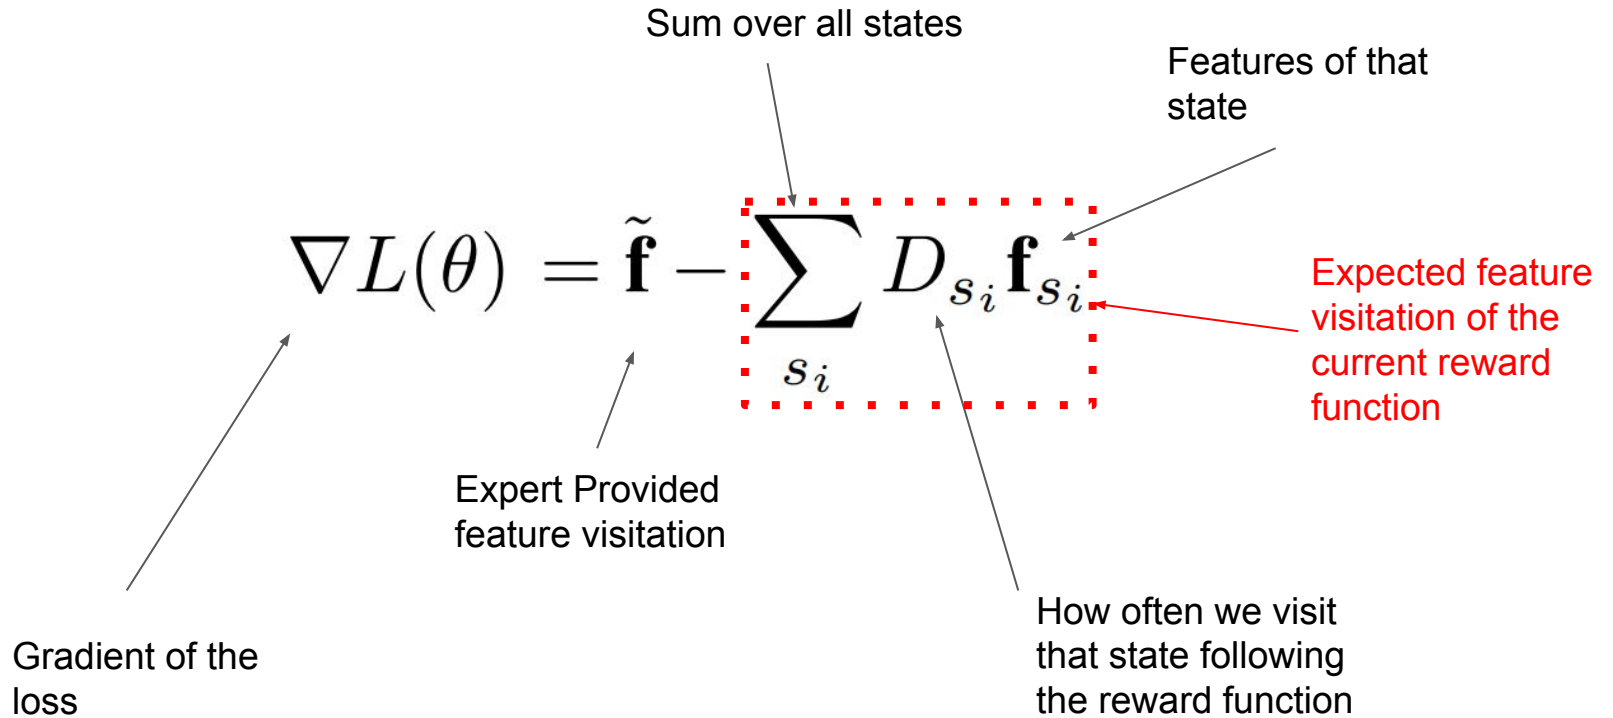 Sum over all states
Features of that
state
∇L(θ) = f̃ − ∑ D_{s_i} f_{s_i}
s_i
Expected feature
visitation of the
current reward
function
Expert Provided
feature visitation
How often we visit
that state following
the reward function
Gradient of the
loss